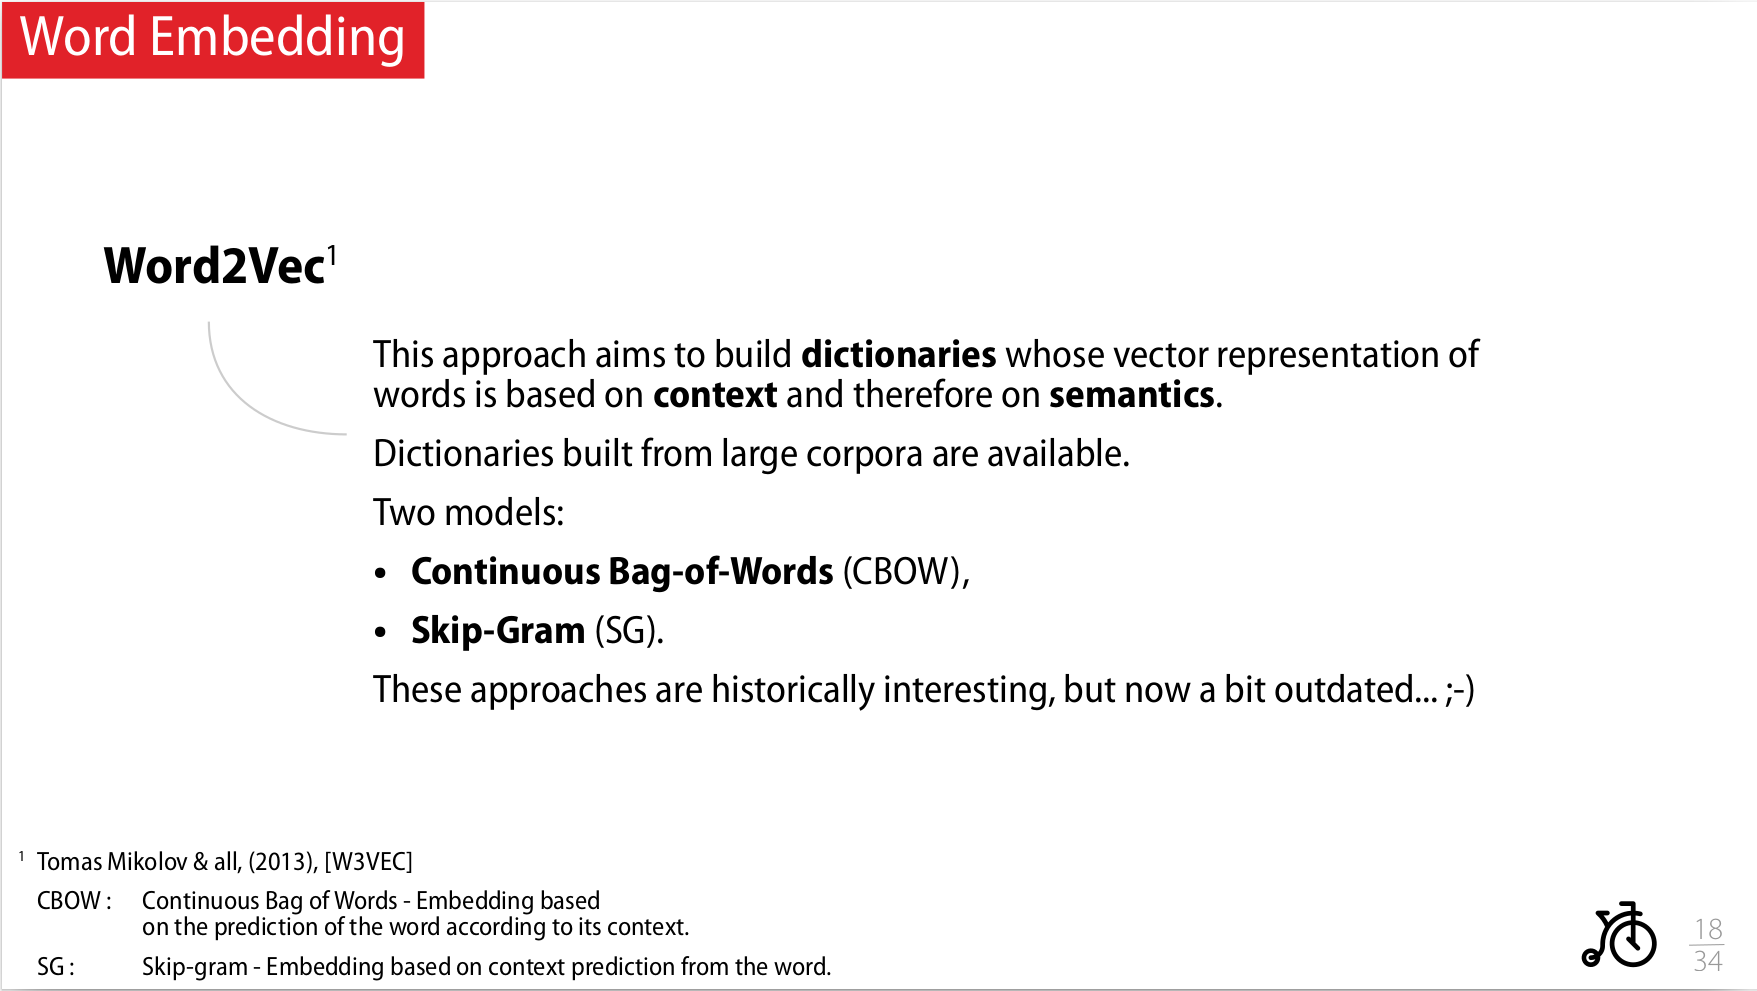 Word Embedding
Word2Vec1
This approach aims to build dictionaries whose vector representation of
words is based on context and therefore on semantics.
Dictionaries built from large corpora are available.
Two models:
• Continuous Bag-of-Words (CBOW),
• Skip-Gram (SG).
These approaches are historically interesting, but now a bit outdated... ;-)
1 Tomas Mikolov & all, (2013), [W3VEC]
CBOW : Continuous Bag of Words - Embedding based
on the prediction of the word according to its context.
SG : Skip-gram - Embedding based on context prediction from the word.
18
34